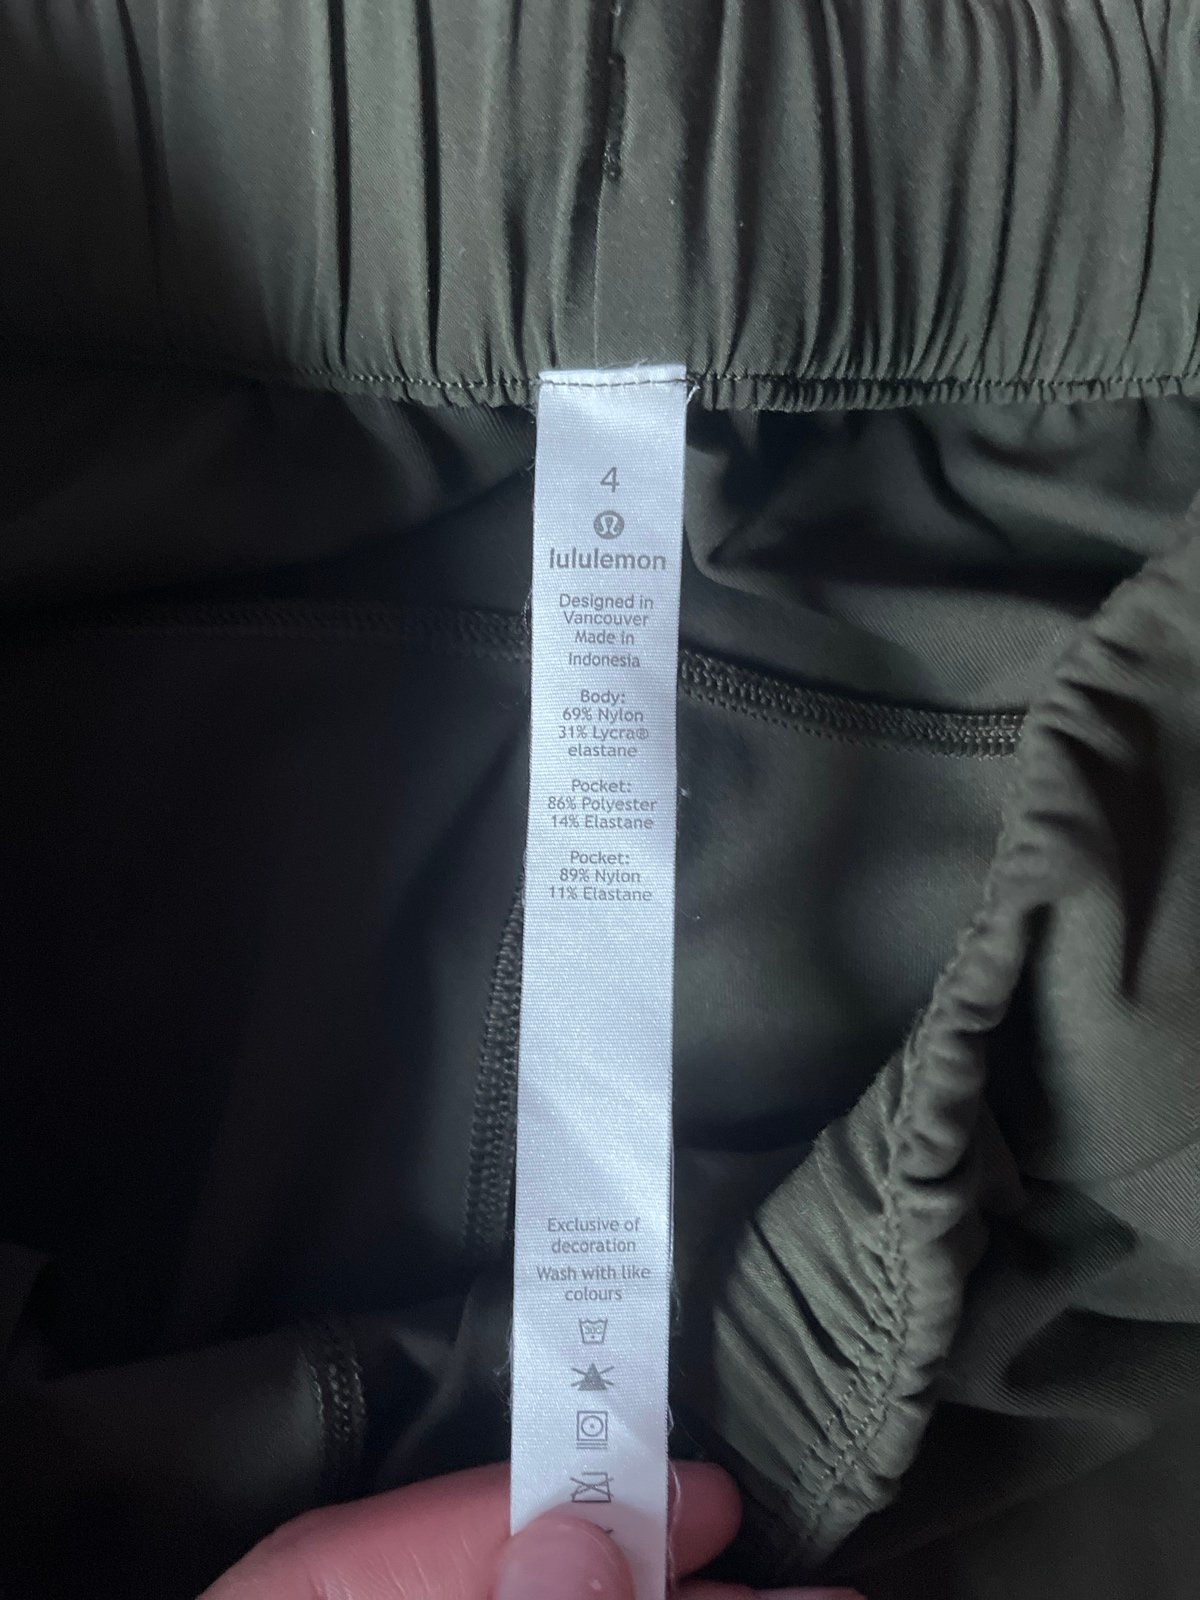 4
lululemon
Designed in
Vancouver
Made in
Indonesia
Body:
69% Nylon
31% Lycra®
elastane
Pocket:
86% Polyester
14% Elastane
Pocket:
89% Nylon
11% Elastane
Exclusive of
decoration
Wash with like
colours